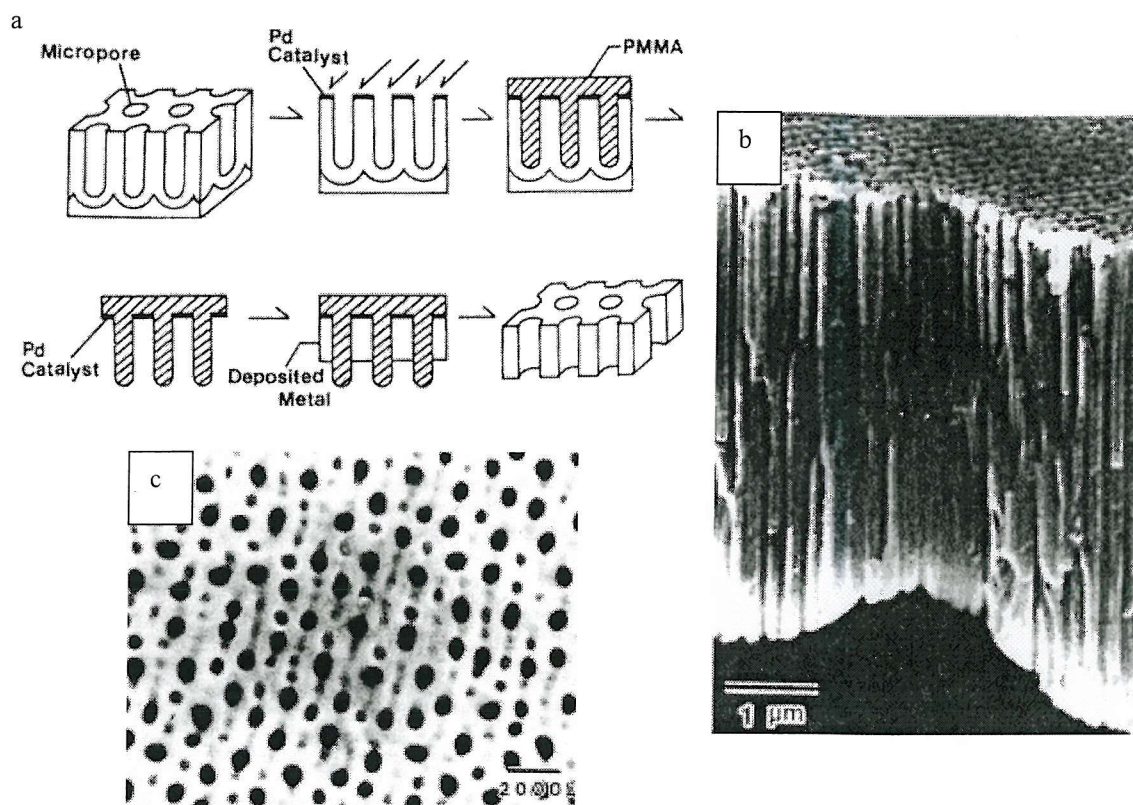 a
Micropore
Pd
Catalyst
PMMA
Pd
Catalyst
Deposited
Metal
b
1 μm
c